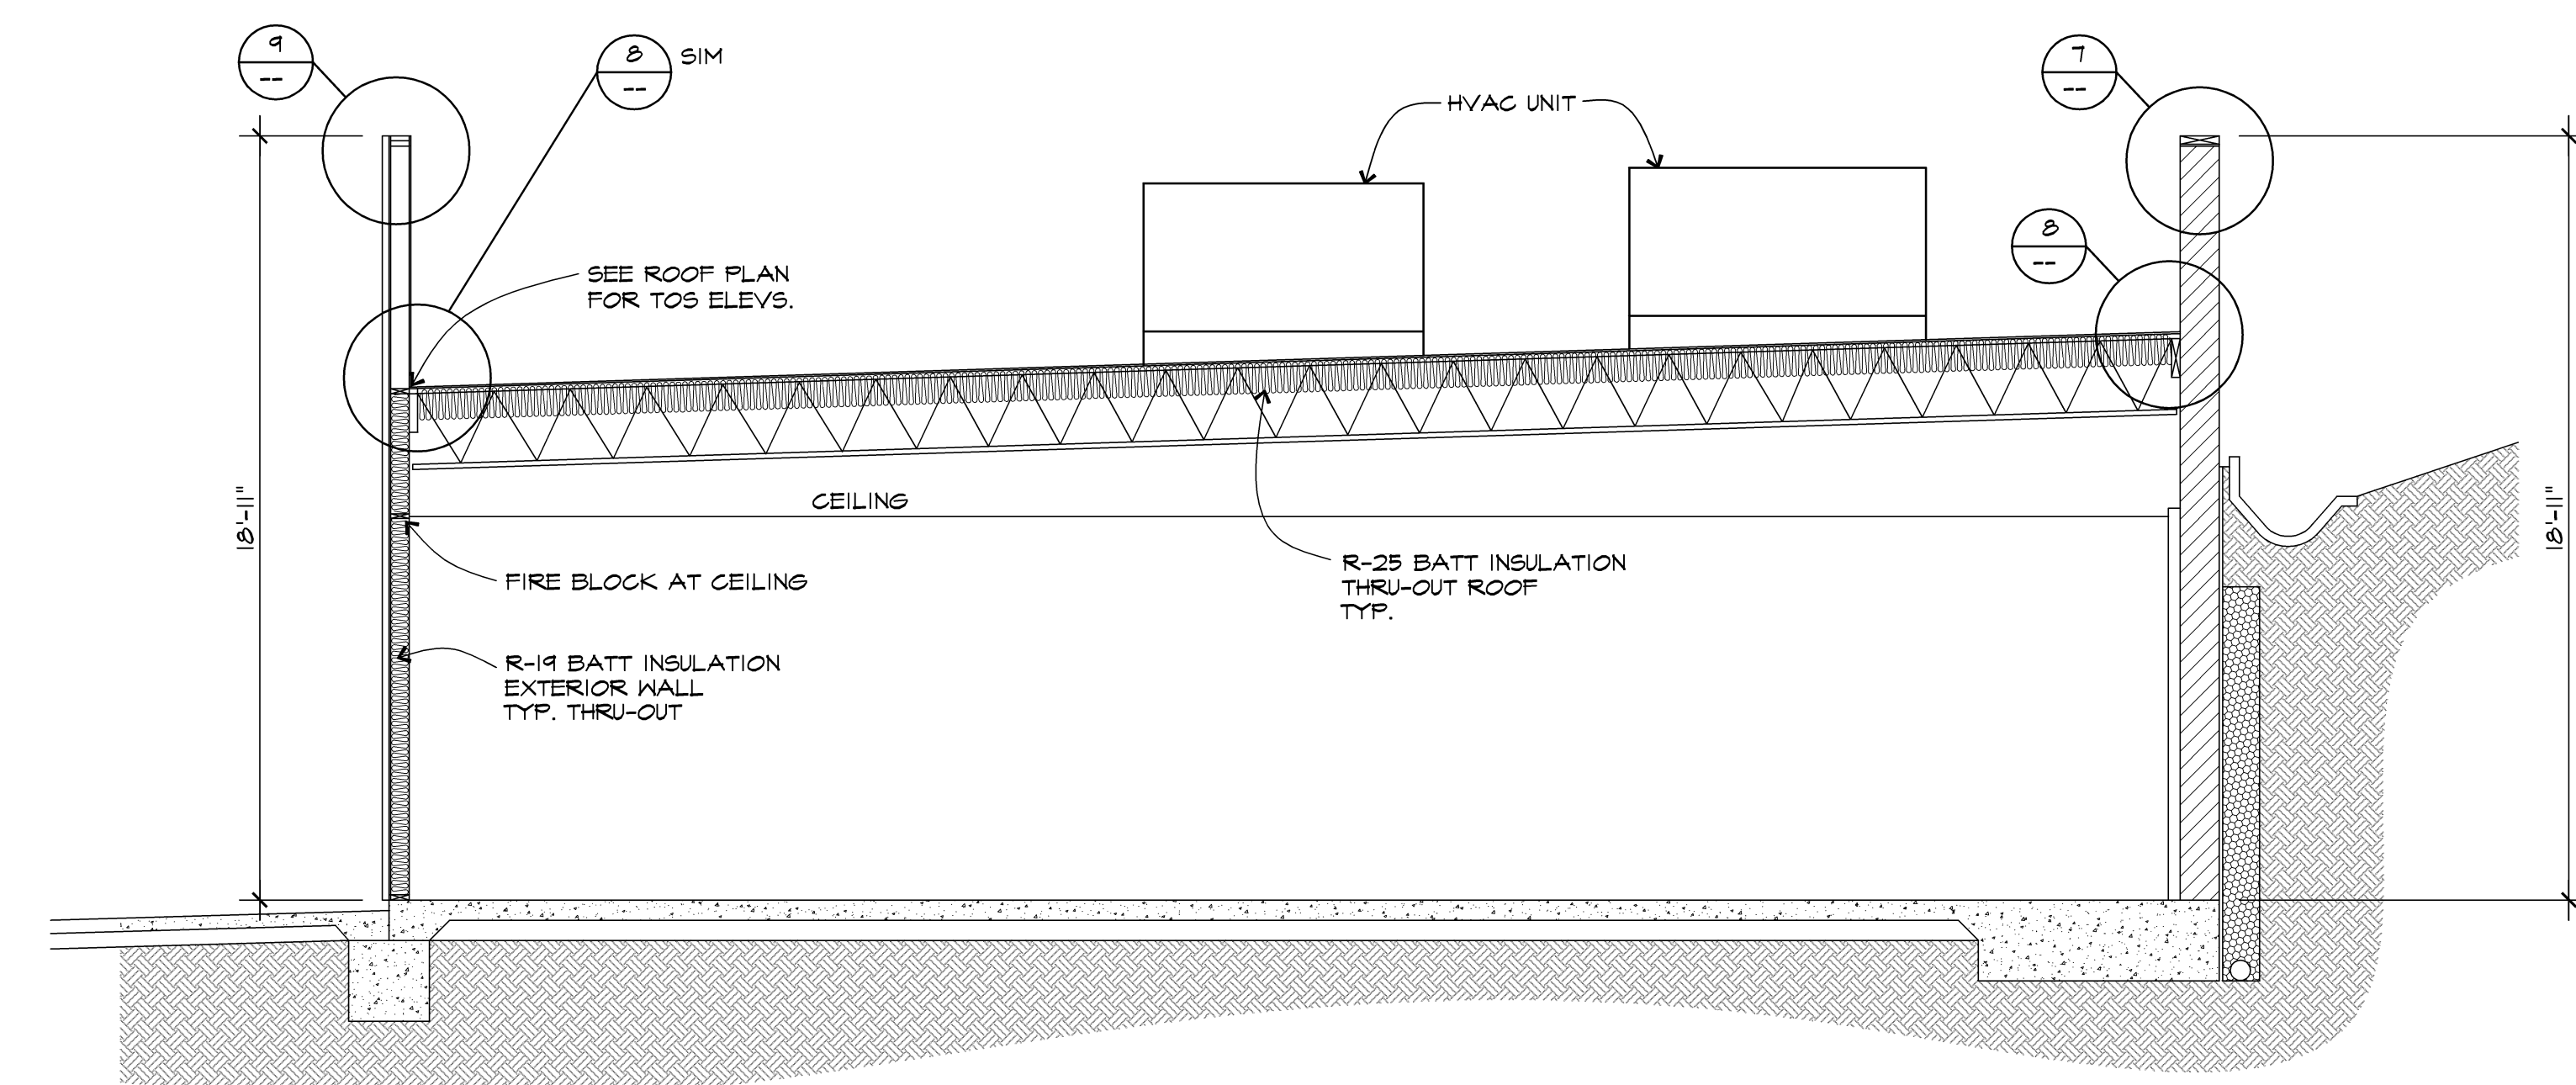 9
--
8
--
SIM
7
--
HVAC UNIT
8
--
SEE ROOF PLAN
FOR TOS ELEVS.
CEILING
18'-11"
18'-11"
FIRE BLOCK AT CEILING
R-25 BATT INSULATION
THRU-OUT ROOF
TYP.
R-19 BATT INSULATION
EXTERIOR WALL
TYP. THRU-OUT